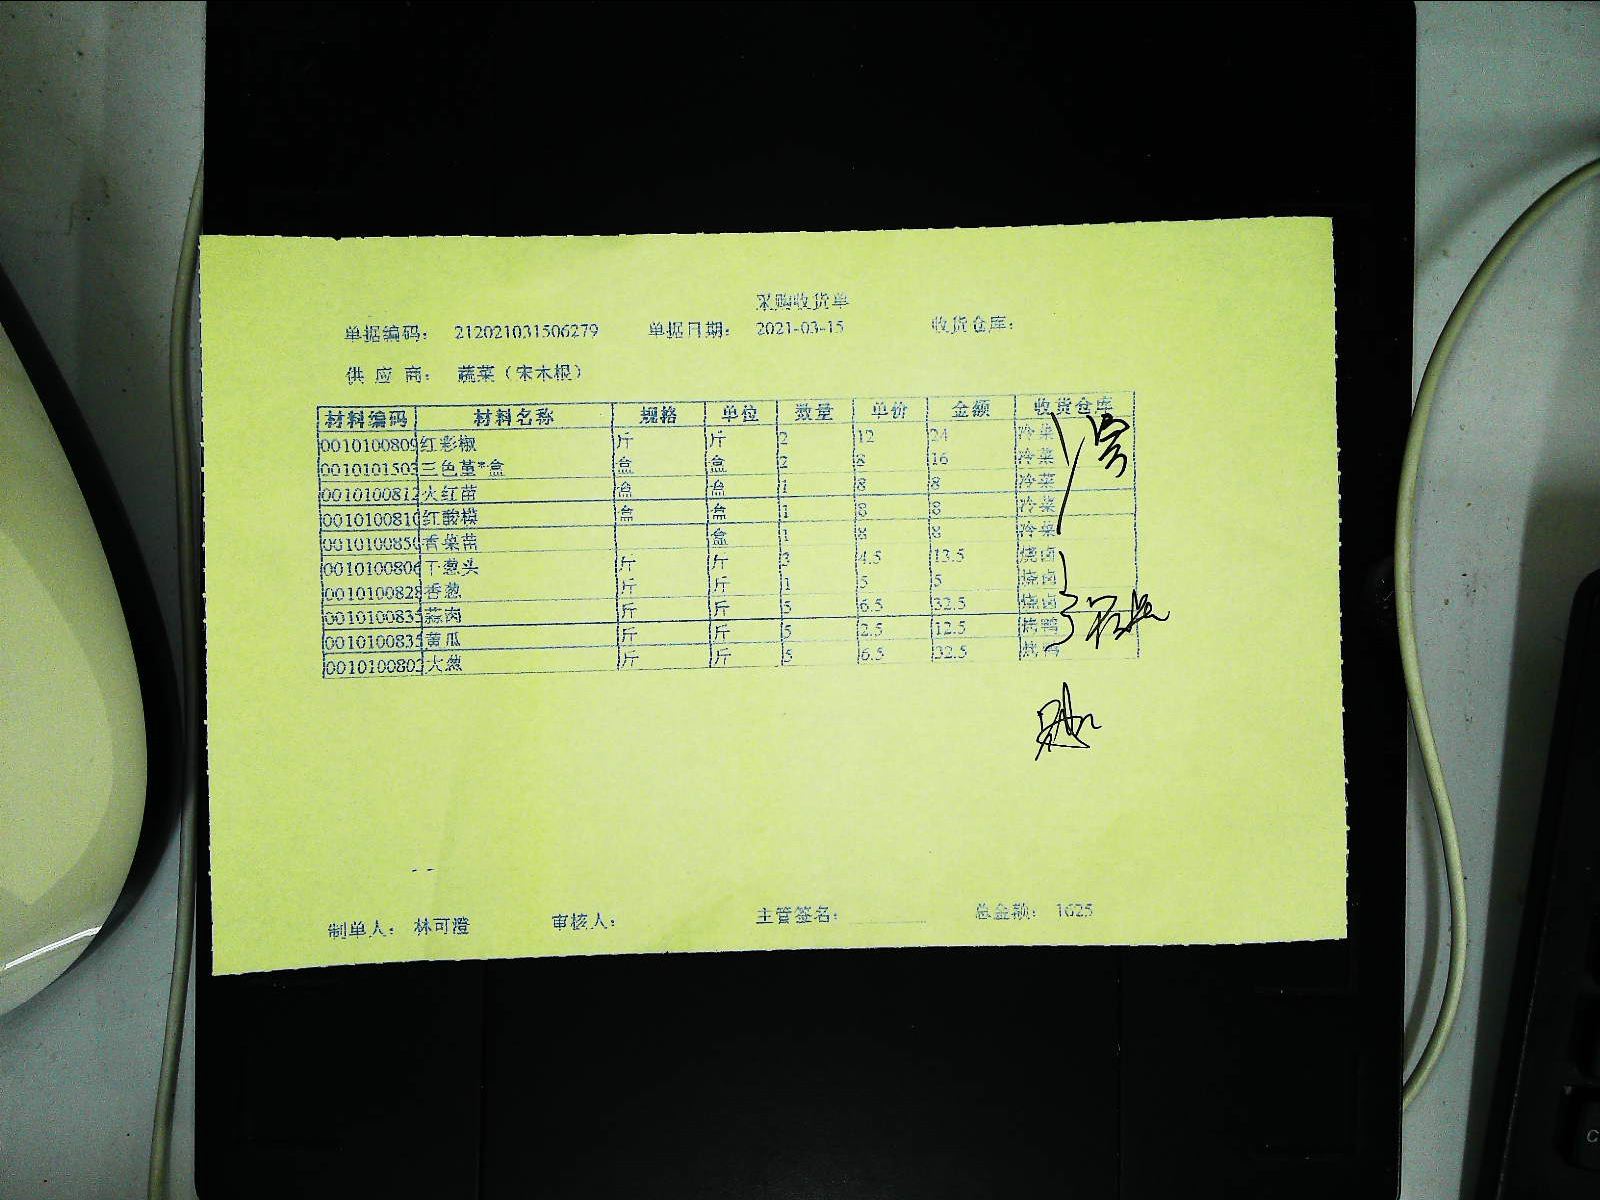 采购收货单
单据编码： 212021031506279 单据日期： 2021-03-15 收货仓库：
供 应 商： 蔬菜（宋木根）
材料编码 材料名称 规格 单位 数量 单价 金额 收货仓库
0010100809 红彩椒 斤 斤 2 12 24 冷菜
0010101503 三色堇*盒 盒 盒 2 8 16 冷菜
0010100812 火红苗 盒 盒 1 8 8 冷菜
0010100810 红酸模 盒 盒 1 8 8 冷菜
0010100850 香菜苗 盒 1 8 8 冷菜
0010100806 干葱头 斤 斤 3 4.5 13.5 烧卤
0010100828 香葱 斤 斤 1 5 5 烧卤
0010100835 蒜肉 斤 斤 5 6.5 32.5 烧卤
0010100835 黄瓜 斤 斤 5 2.5 12.5 烤鸭
0010100802 大葱 斤 斤 5 6.5 32.5 烤鸭
制单人： 林可澄 审核人： 主管签名： 总金额： 1625